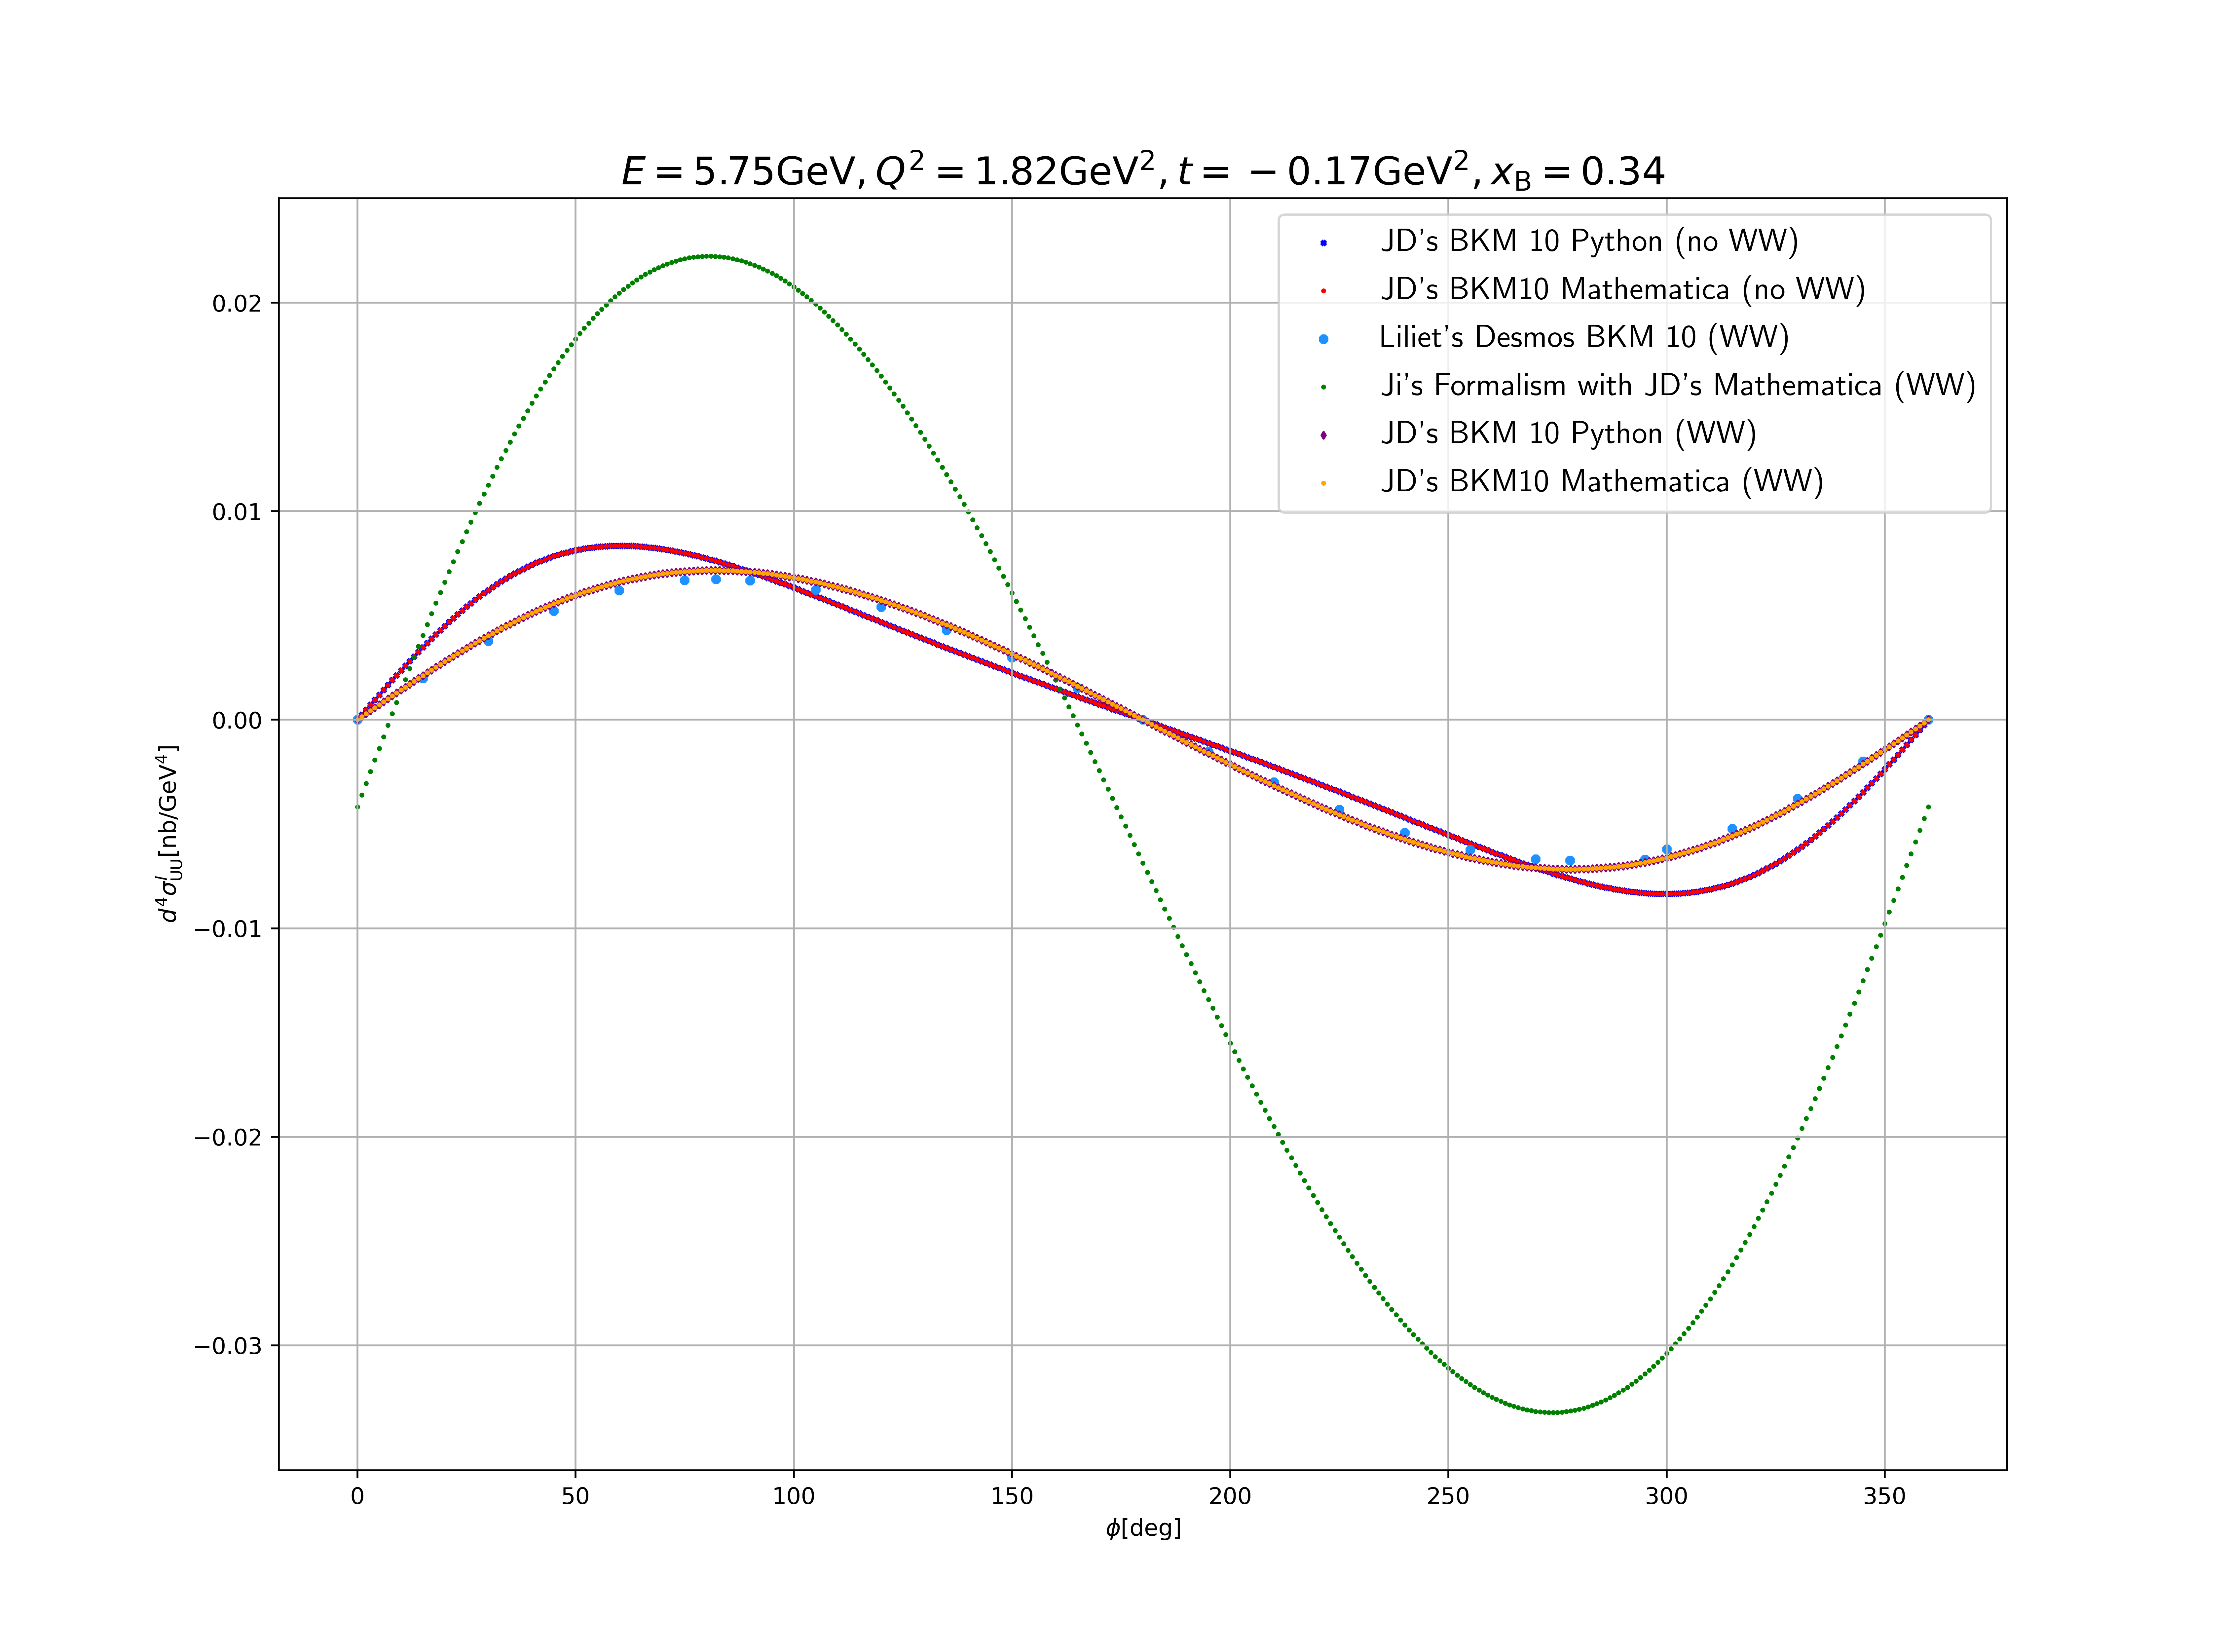 E = 5.75GeV, Q² = 1.82GeV², t = −0.17GeV², x_B = 0.34
JD's BKM 10 Python (no WW)
JD's BKM10 Mathematica (no WW)
Liliet's Desmos BKM 10 (WW)
Ji's Formalism with JD's Mathematica (WW)
JD's BKM 10 Python (WW)
JD's BKM10 Mathematica (WW)
0.02
0.01
0.00
−0.01
−0.02
−0.03
d⁴σ^I_UU[nb/GeV⁴]
0 50 100 150 200 250 300 350
ϕ[deg]